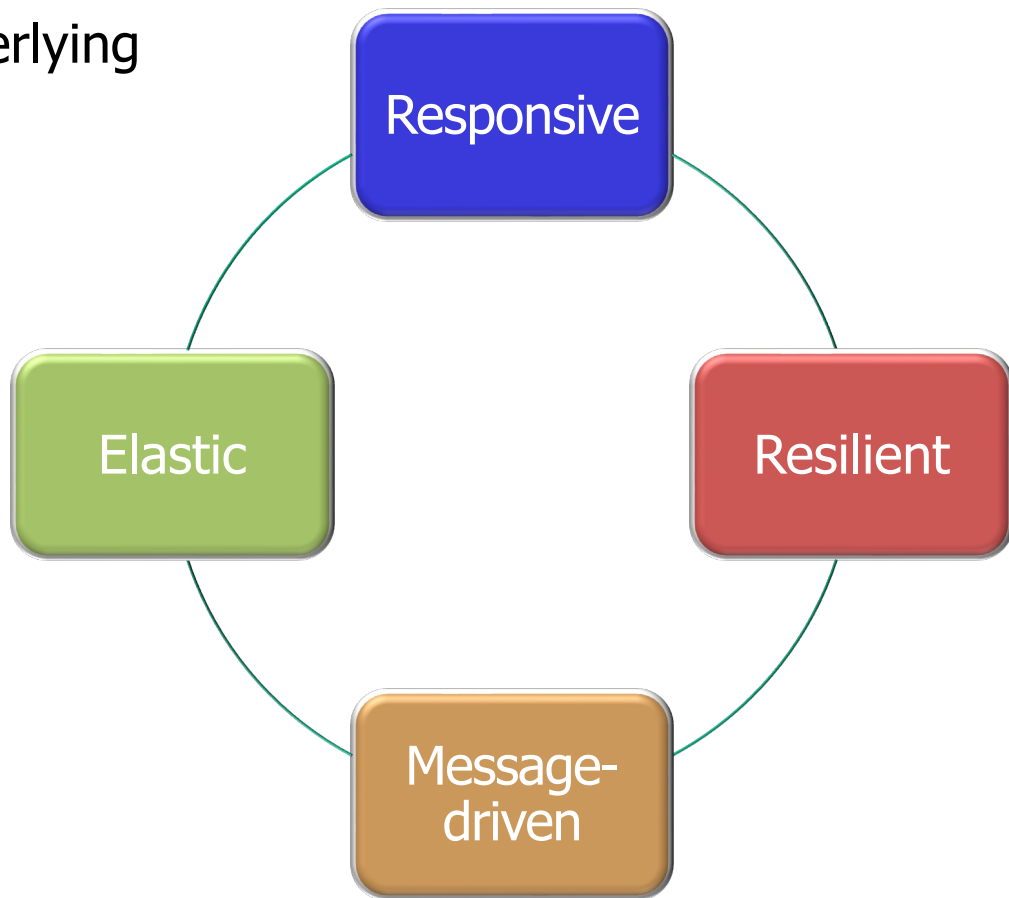 erlying
Responsive
Elastic
Resilient
Message-
driven